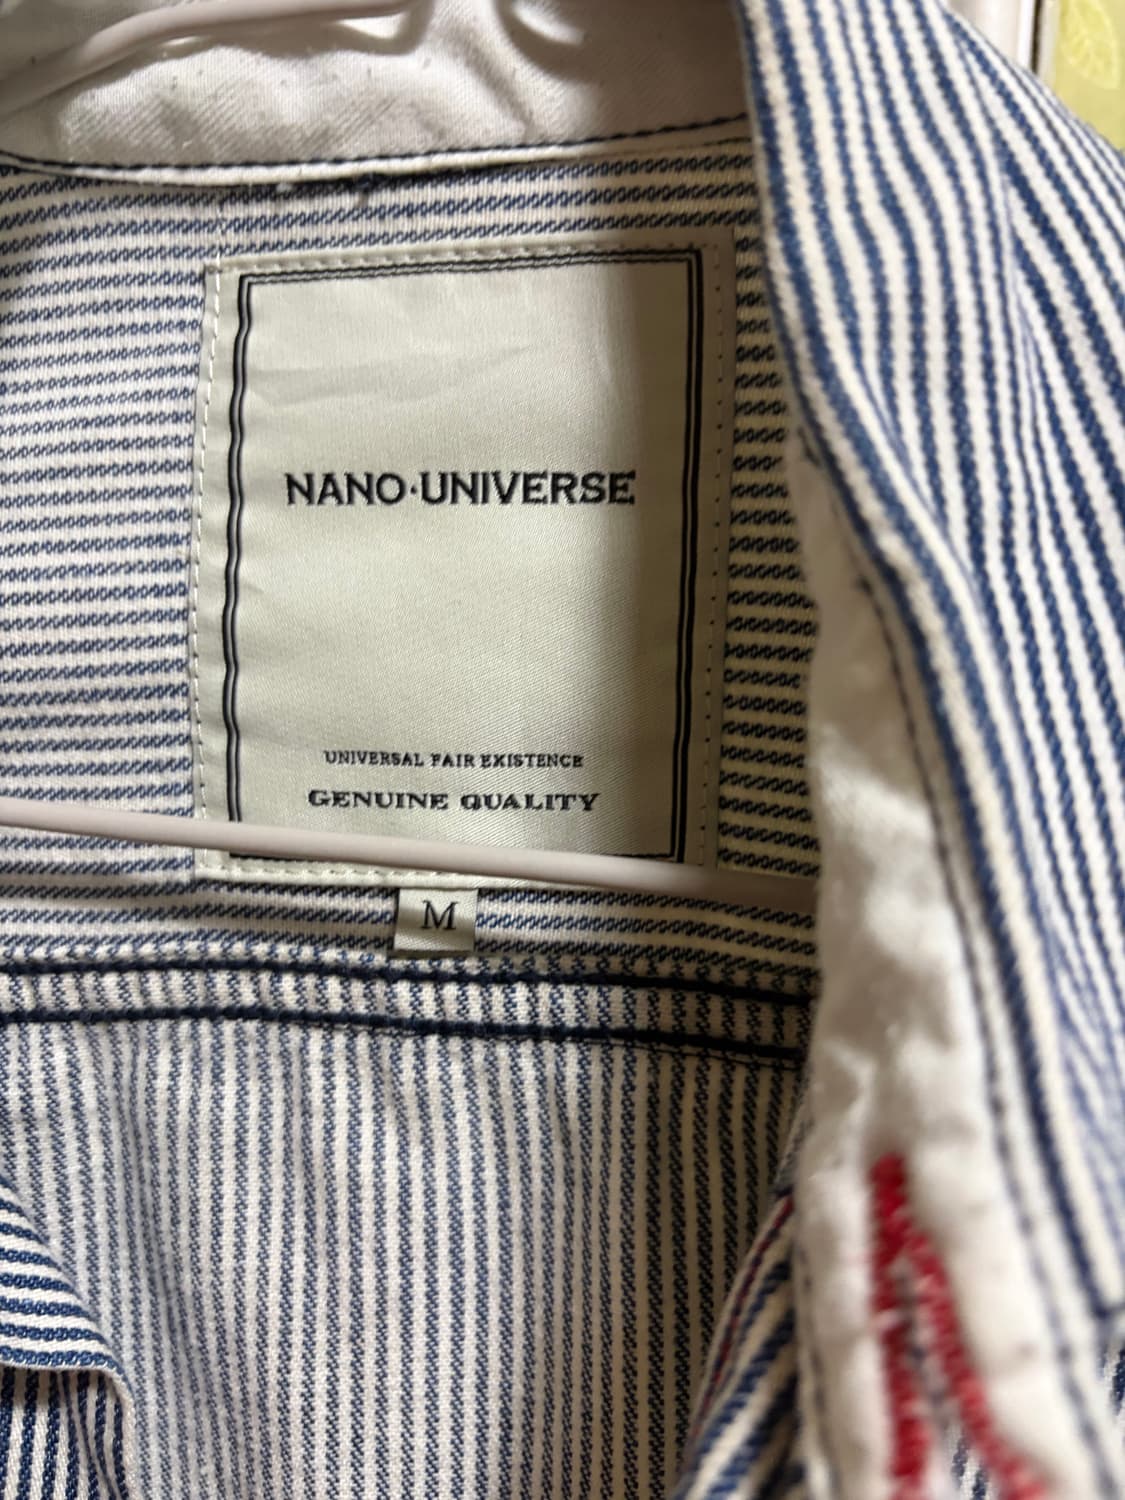 NANO·UNIVERSE
UNIVERSAL FAIR EXISTENCE
GENUINE QUALITY
M